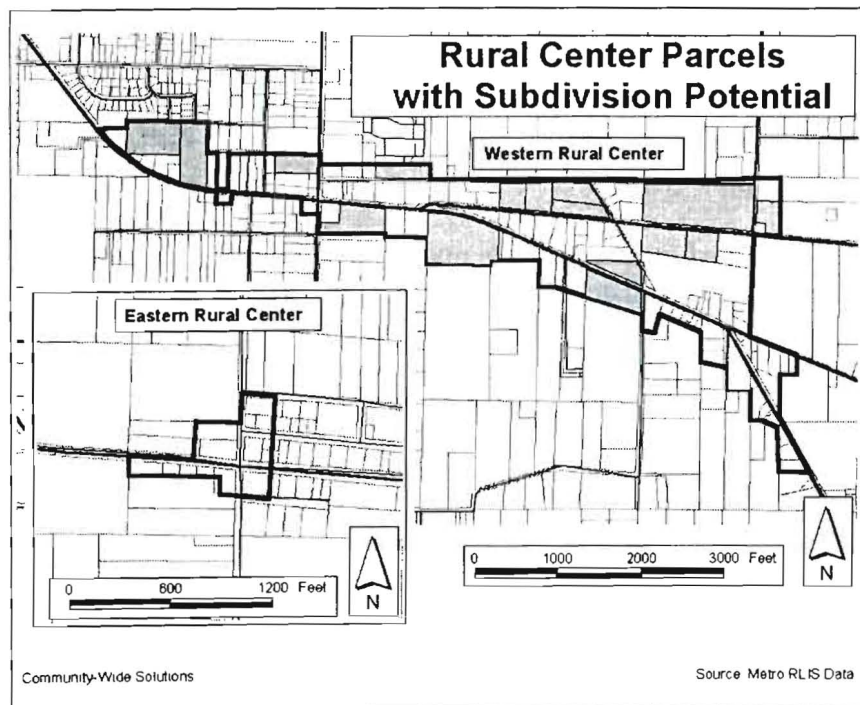 Rural Center Parcels
with Subdivision Potential
Western Rural Center
Eastern Rural Center
0 600 1200 Feet
N
0 1000 2000 3000 Feet
N
Community-Wide Solutions
Source Metro RLIS Data